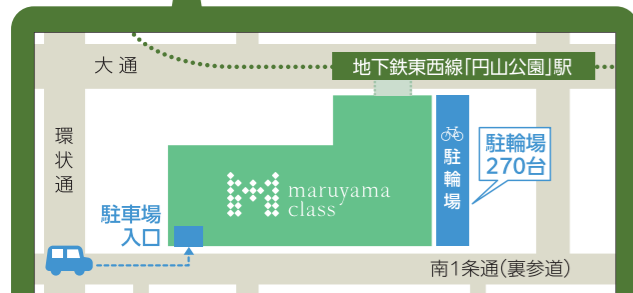 大通
地下鉄東西線「円山公園」駅
環状通
駐輪場
駐輪場
270台
maruyama
class
駐車場
入口
南1条通(裏参道)